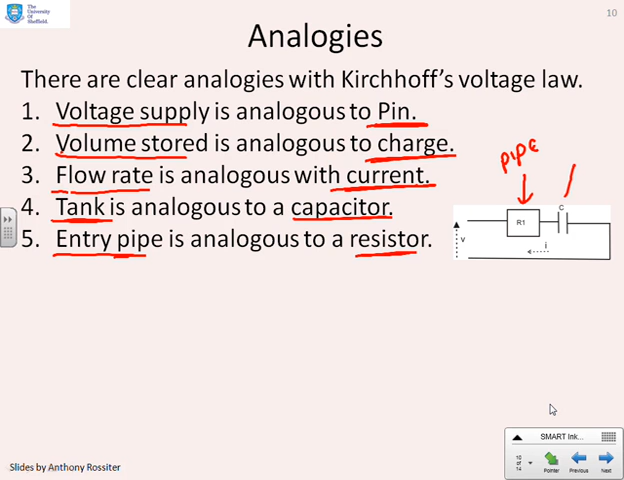 The
University
Of
Sheffield.
10
Analogies
There are clear analogies with Kirchhoff's voltage law.
1. Voltage supply is analogous to Pin.
2. Volume stored is analogous to charge.
3. Flow rate is analogous with current.
4. Tank is analogous to a capacitor.
5. Entry pipe is analogous to a resistor.
PIPE
C
R1
v
i
SMART Ink...
Pointer
Previous
Next
Slides by Anthony Rossiter